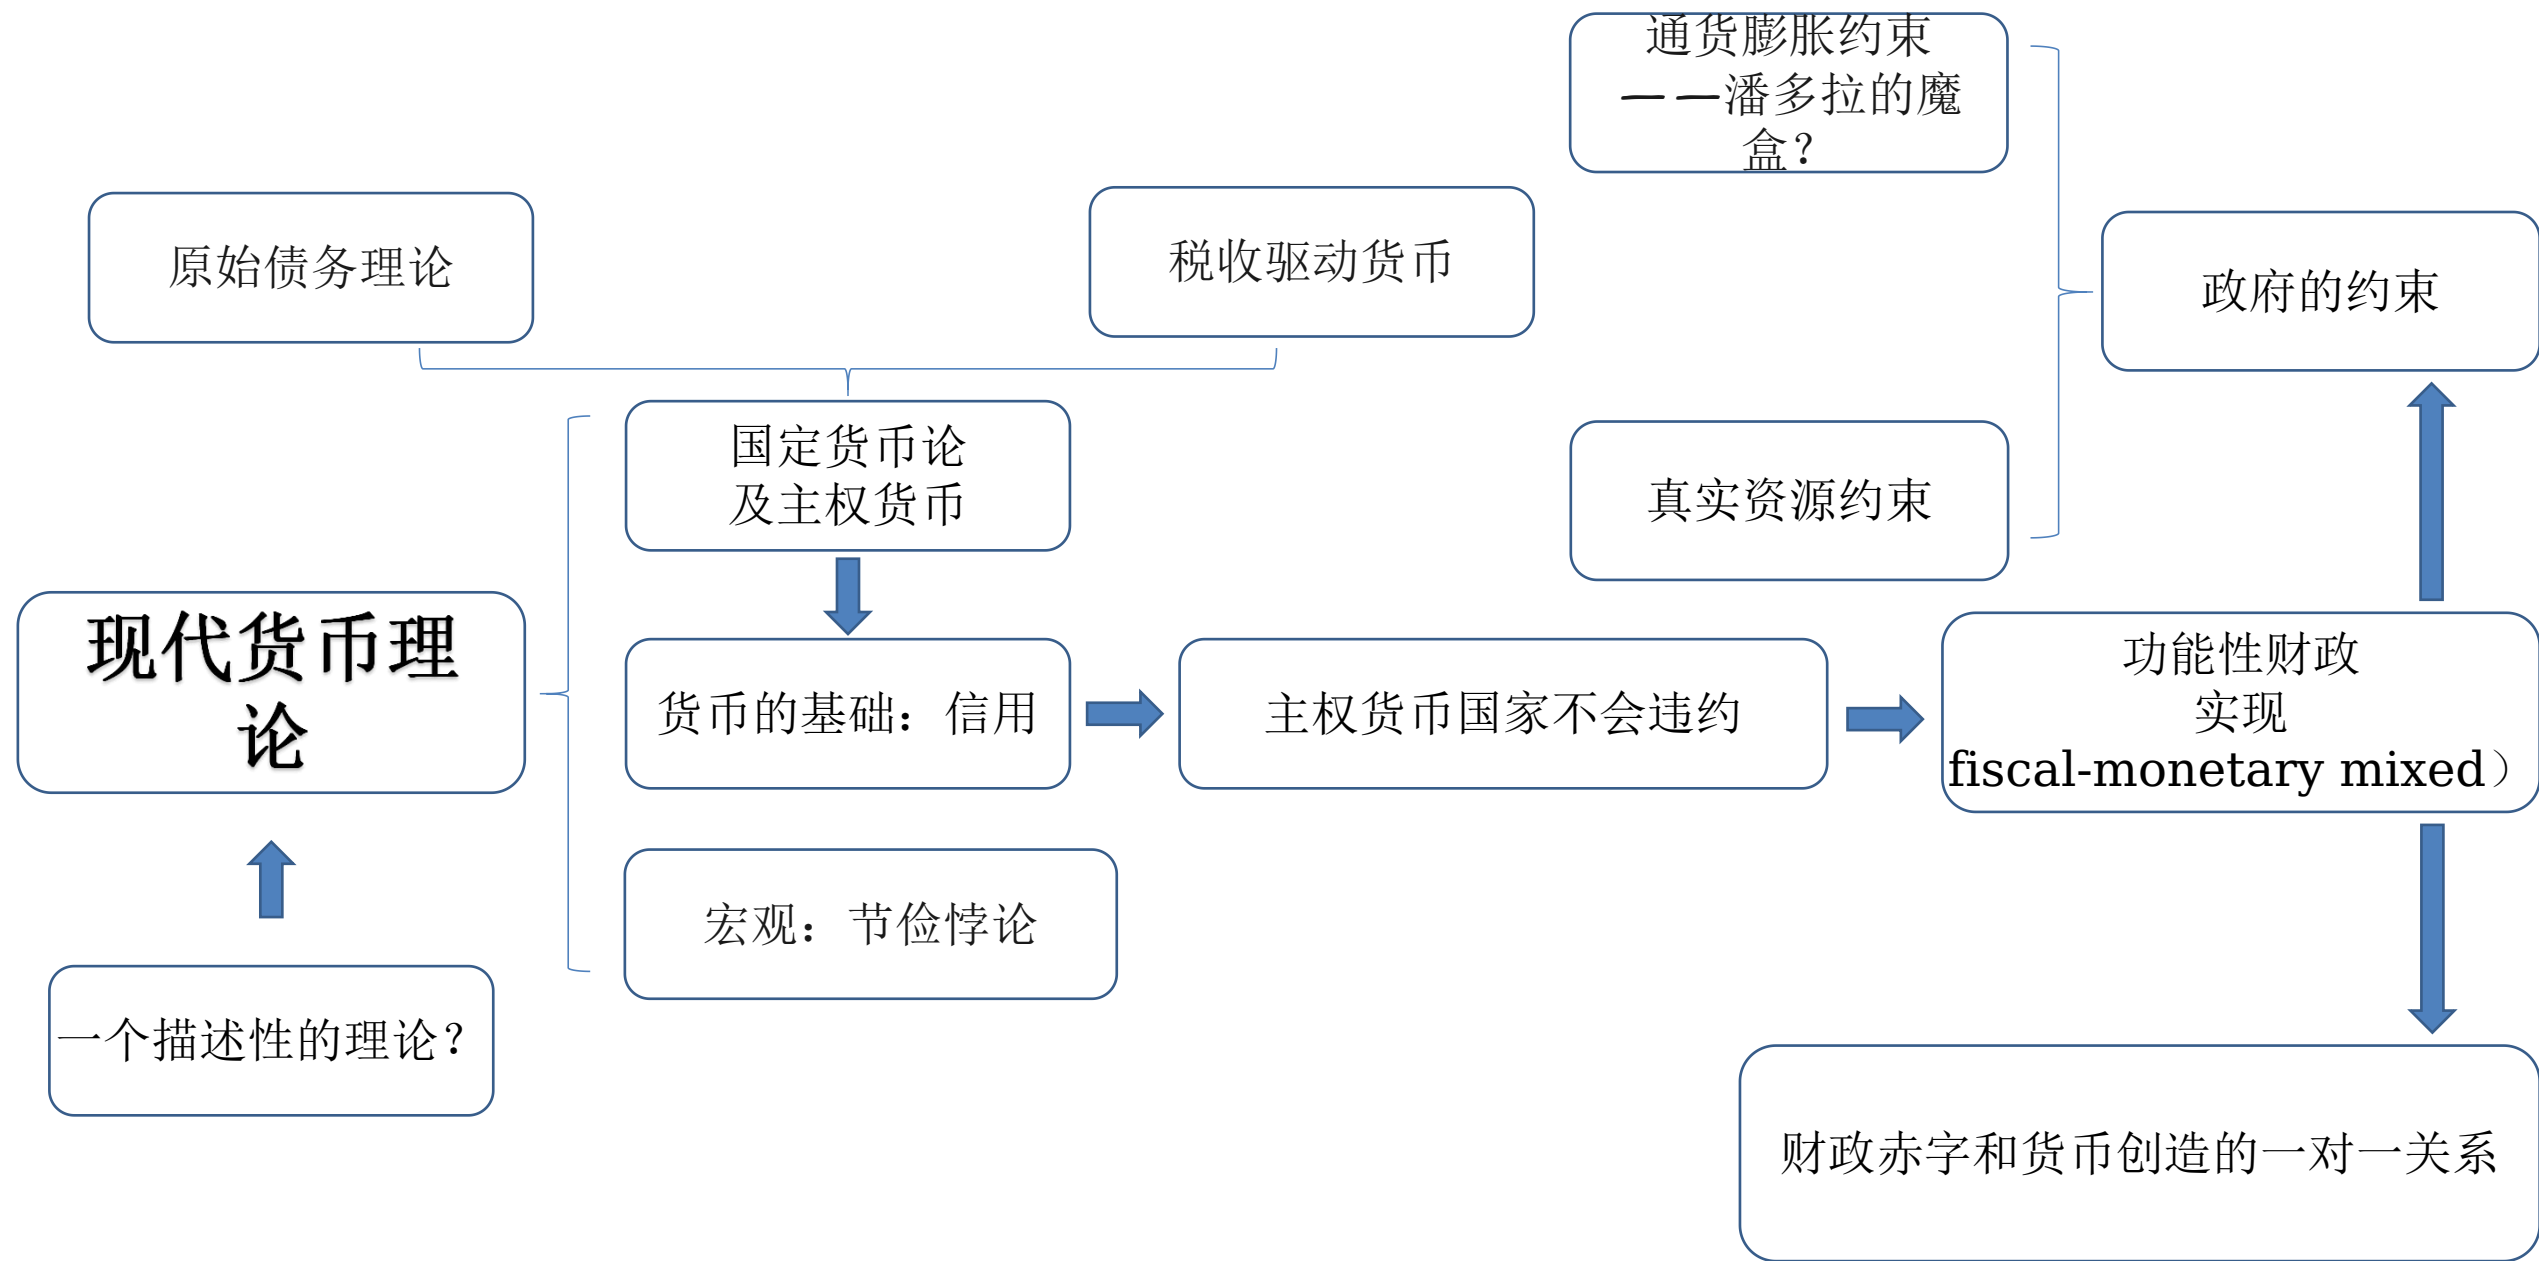 通货膨胀约束
——潘多拉的魔
盒？
原始债务理论
税收驱动货币
政府的约束
国定货币论
及主权货币
真实资源约束
现代货币理
论
货币的基础：信用
主权货币国家不会违约
功能性财政
实现
fiscal-monetary mixed）
宏观：节俭悖论
一个描述性的理论？
财政赤字和货币创造的一对一关系